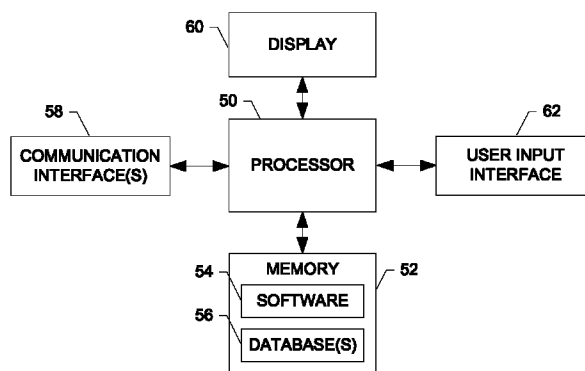 60
DISPLAY
50
58
62
COMMUNICATION
INTERFACE(S)
PROCESSOR
USER INPUT
INTERFACE
MEMORY
52
54
SOFTWARE
56
DATABASE(S)